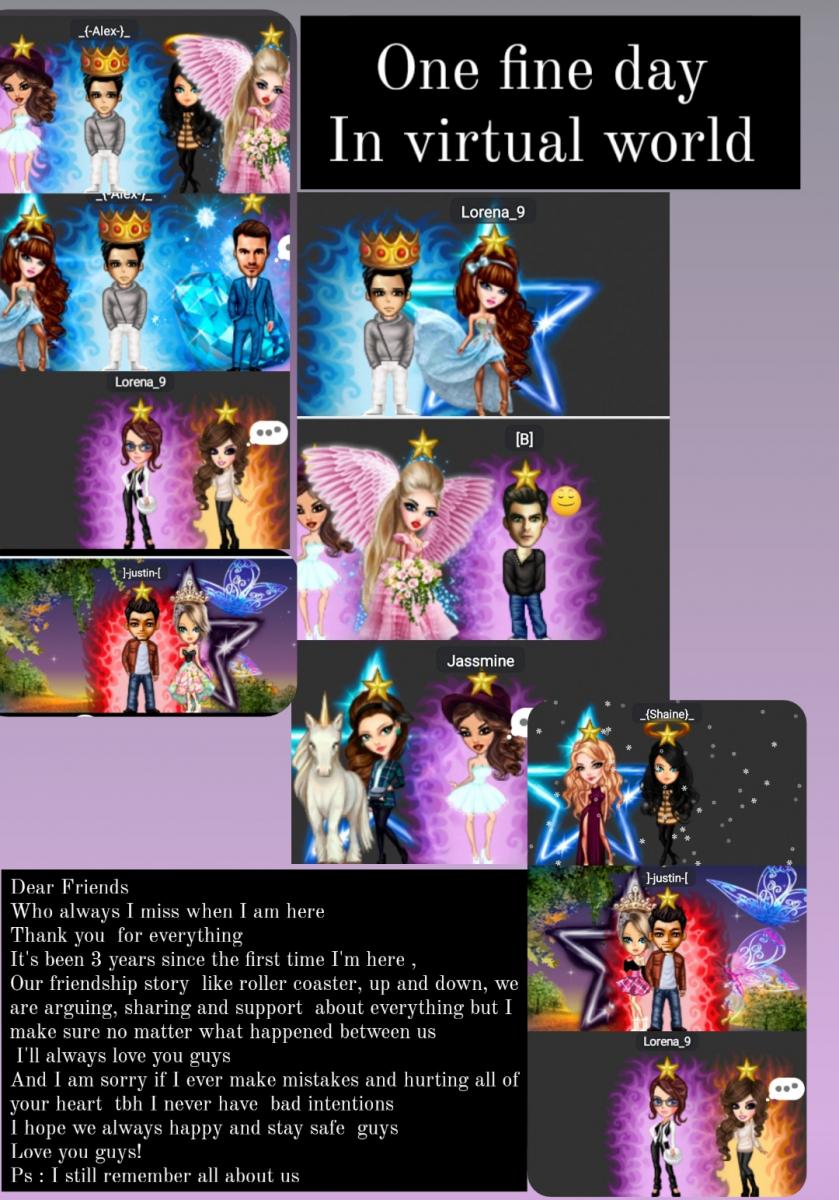 _{-Alex-}_
One fine day
In virtual world
_{-Alex-}_
Lorena_9
Lorena_9
[B]
]-justin-[
Jassmine
_{Shaine}_
]-justin-[
Lorena_9
Dear Friends
Who always I miss when I am here
Thank you for everything
It's been 3 years since the first time I'm here ,
Our friendship story like roller coaster, up and down, we
are arguing, sharing and support about everything but I
make sure no matter what happened between us
I'll always love you guys
And I am sorry if I ever make mistakes and hurting all of
your heart tbh I never have bad intentions
I hope we always happy and stay safe guys
Love you guys!
Ps : I still remember all about us